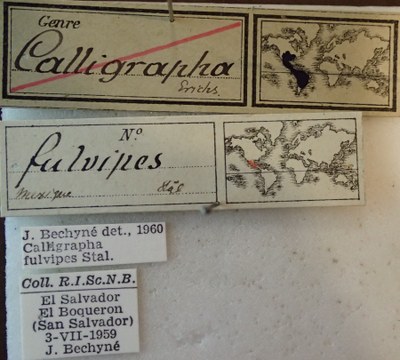 Genre
Calligrapha
Erichs.
Nº
fulvipes
Mexique Stål
J. Bechyné det., 1960
Calligrapha
fulvipes Stal.
Coll. R.I.Sc.N.B.
El Salvador
El Boqueron
(San Salvador)
3-VII-1959
J. Bechyné